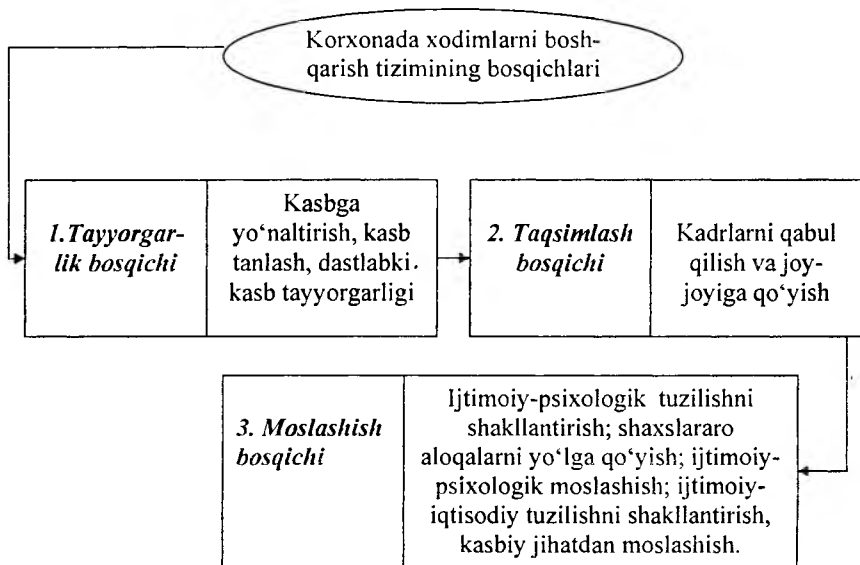 Korxonada xodimlarni bosh-
qarish tizimining bosqichlari
1.Tayyorgar-
lik bosqichi
Kasbga
yo‘naltirish, kasb
tanlash, dastlabki
kasb tayyorgarligi
2. Taqsimlash
bosqichi
Kadrlarni qabul
qilish va joy-
joyiga qo‘yish
3. Moslashish
bosqichi
Ijtimoiy-psixologik tuzilishni
shakllantirish; shaxslararo
aloqalarni yo‘lga qo‘yish; ijtimoiy-
psixologik moslashish; ijtimoiy-
iqtisodiy tuzilishni shakllantirish,
kasbiy jihatdan moslashish.